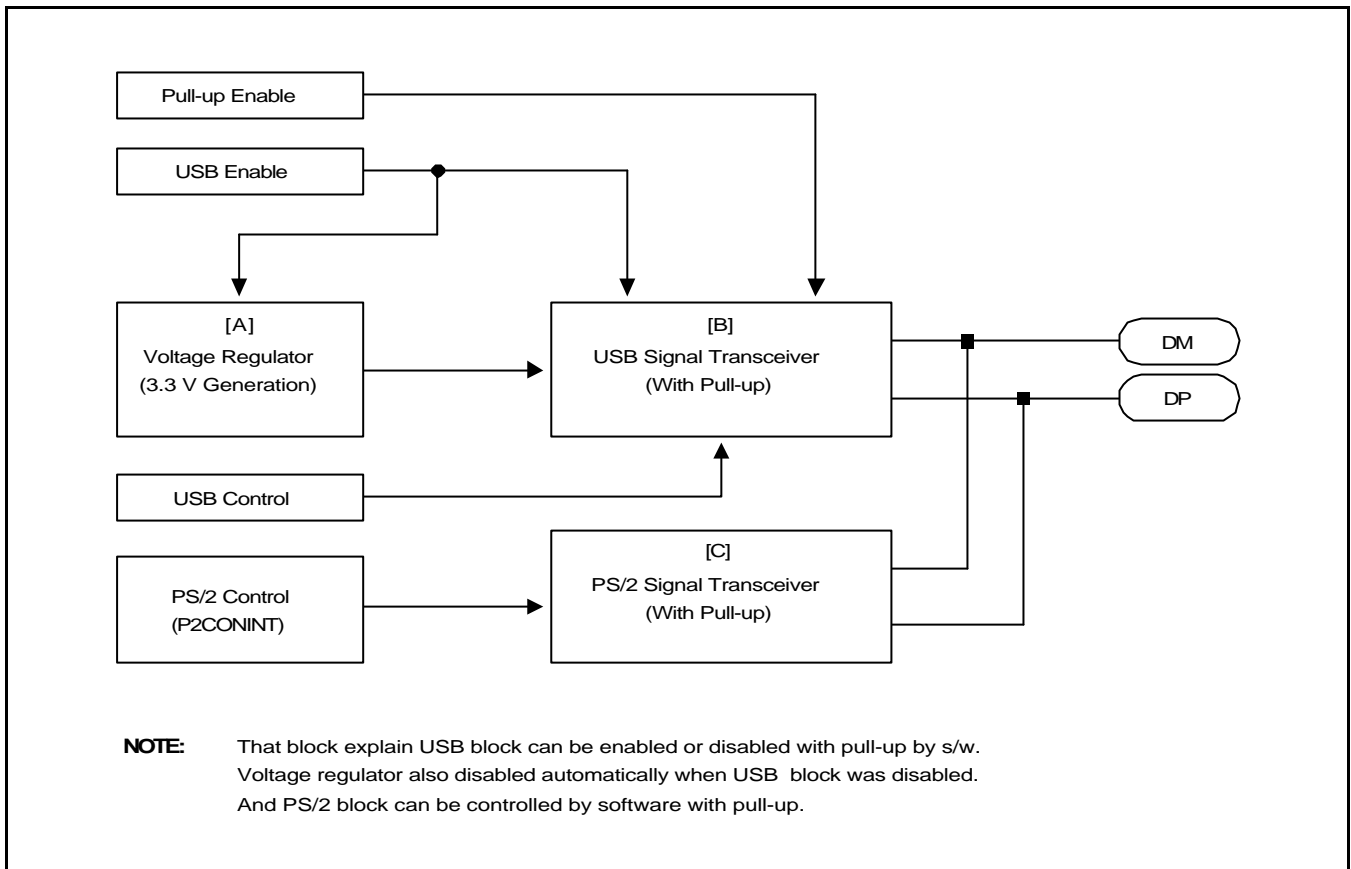 Pull-up Enable
USB Enable
[A]
Voltage Regulator
(3.3 V Generation)
[B]
USB Signal Transceiver
(With Pull-up)
DM
DP
USB Control
PS/2 Control
(P2CONINT)
[C]
PS/2 Signal Transceiver
(With Pull-up)
NOTE: That block explain USB block can be enabled or disabled with pull-up by s/w.
Voltage regulator also disabled automatically when USB block was disabled.
And PS/2 block can be controlled by software with pull-up.